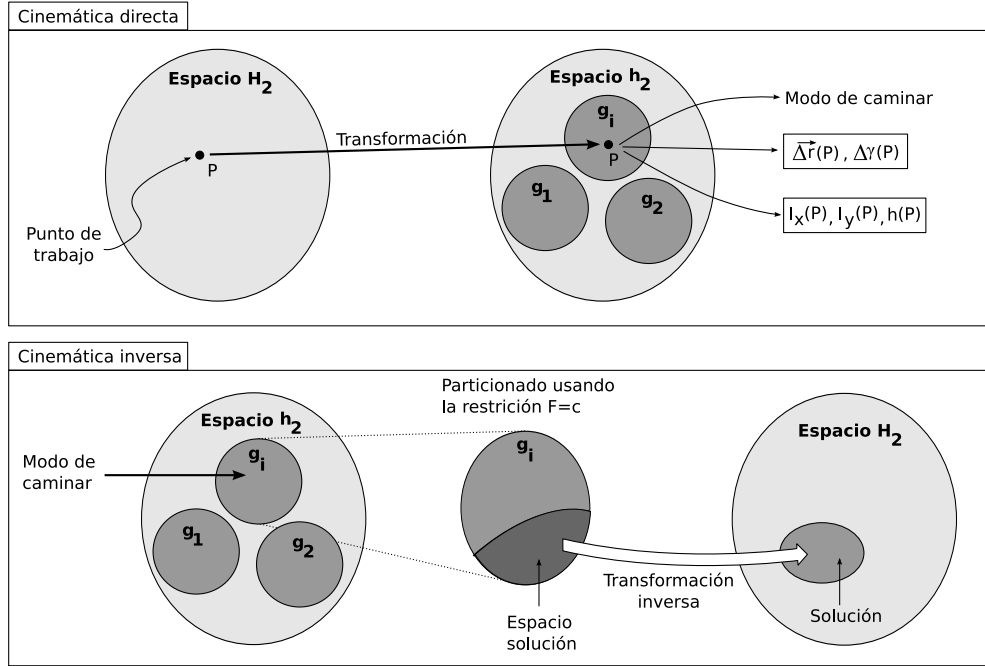 Cinemática directa
Espacio H2
P
Punto de
trabajo
Transformación
Espacio h2
gi
P
g1
g2
Modo de caminar
Δr⃗(P) , Δγ(P)
lx(P), ly(P), h(P)
Cinemática inversa
Modo de
caminar
Espacio h2
gi
g1
g2
Particionado usando
la restrición F=c
gi
Espacio
solución
Transformación
inversa
Espacio H2
Solución